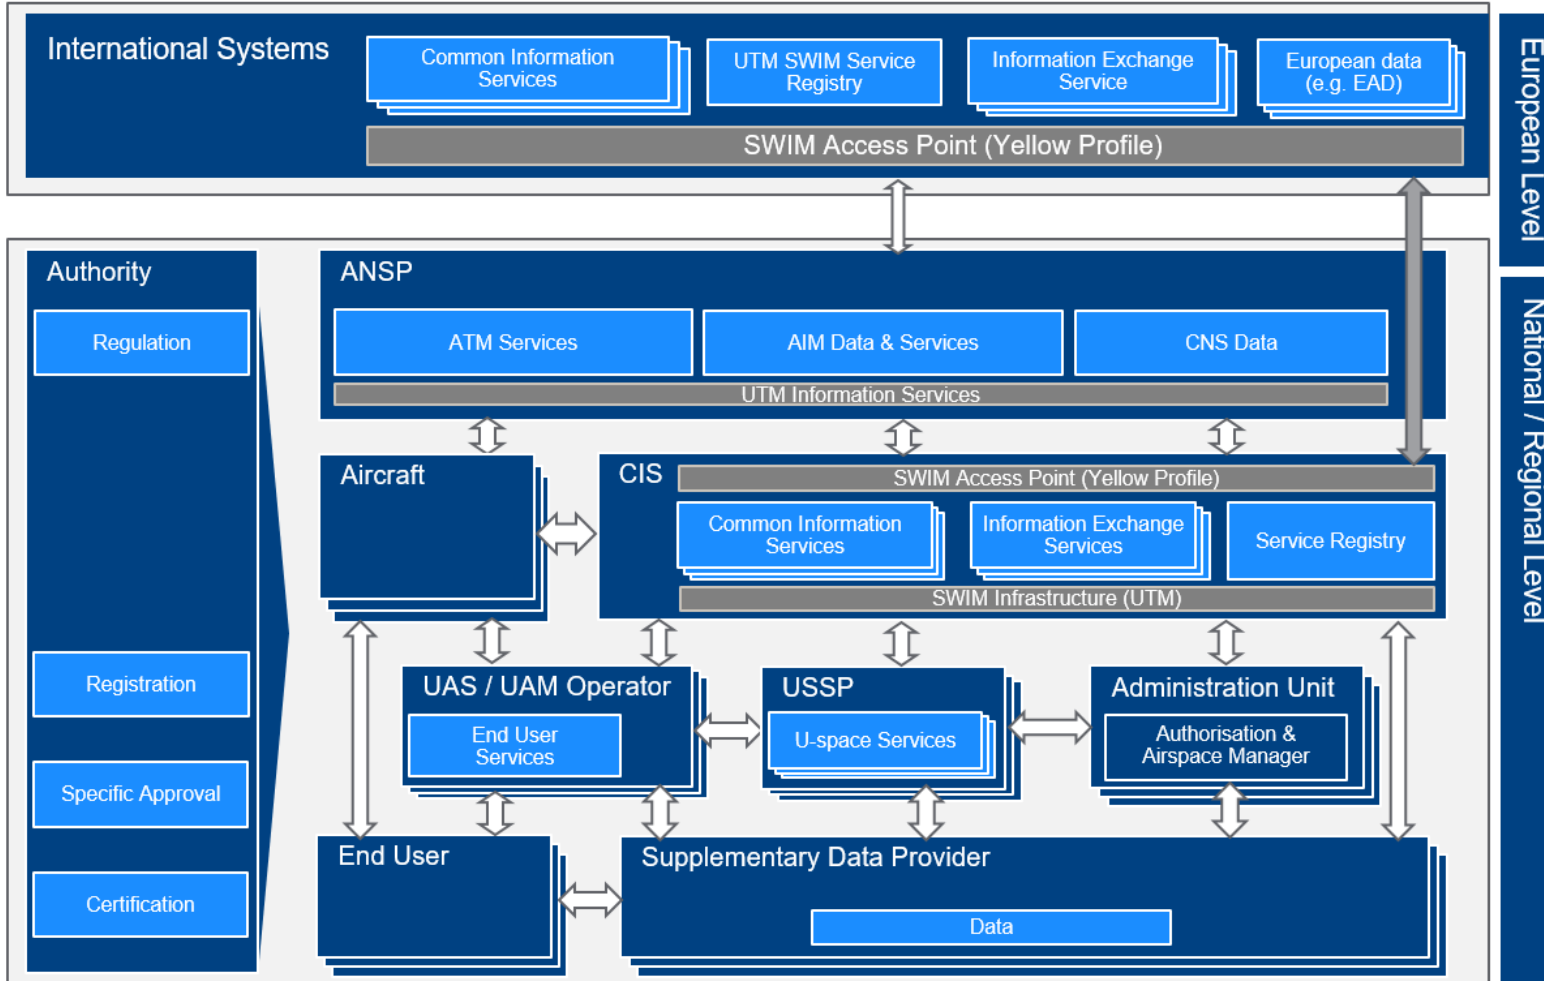 International Systems
Common Information
Services
UTM SWIM Service
Registry
Information Exchange
Service
European data
(e.g. EAD)
SWIM Access Point (Yellow Profile)
European Level
Authority
Regulation
Registration
Specific Approval
Certification
ANSP
ATM Services
AIM Data & Services
CNS Data
UTM Information Services
Aircraft
CIS
SWIM Access Point (Yellow Profile)
Common Information
Services
Information Exchange
Services
Service Registry
SWIM Infrastructure (UTM)
UAS / UAM Operator
End User
Services
USSP
U-space Services
Administration Unit
Authorisation &
Airspace Manager
End User
Supplementary Data Provider
Data
National / Regional Level